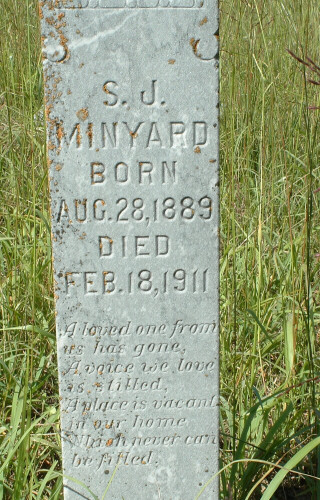 S. J.
MINYARD
BORN
AUG. 28, 1889
DIED
FEB. 18, 1911
A loved one from
us has gone,
A voice we love
is stilled,
A place is vacant
in our home
Which never can
be filled.